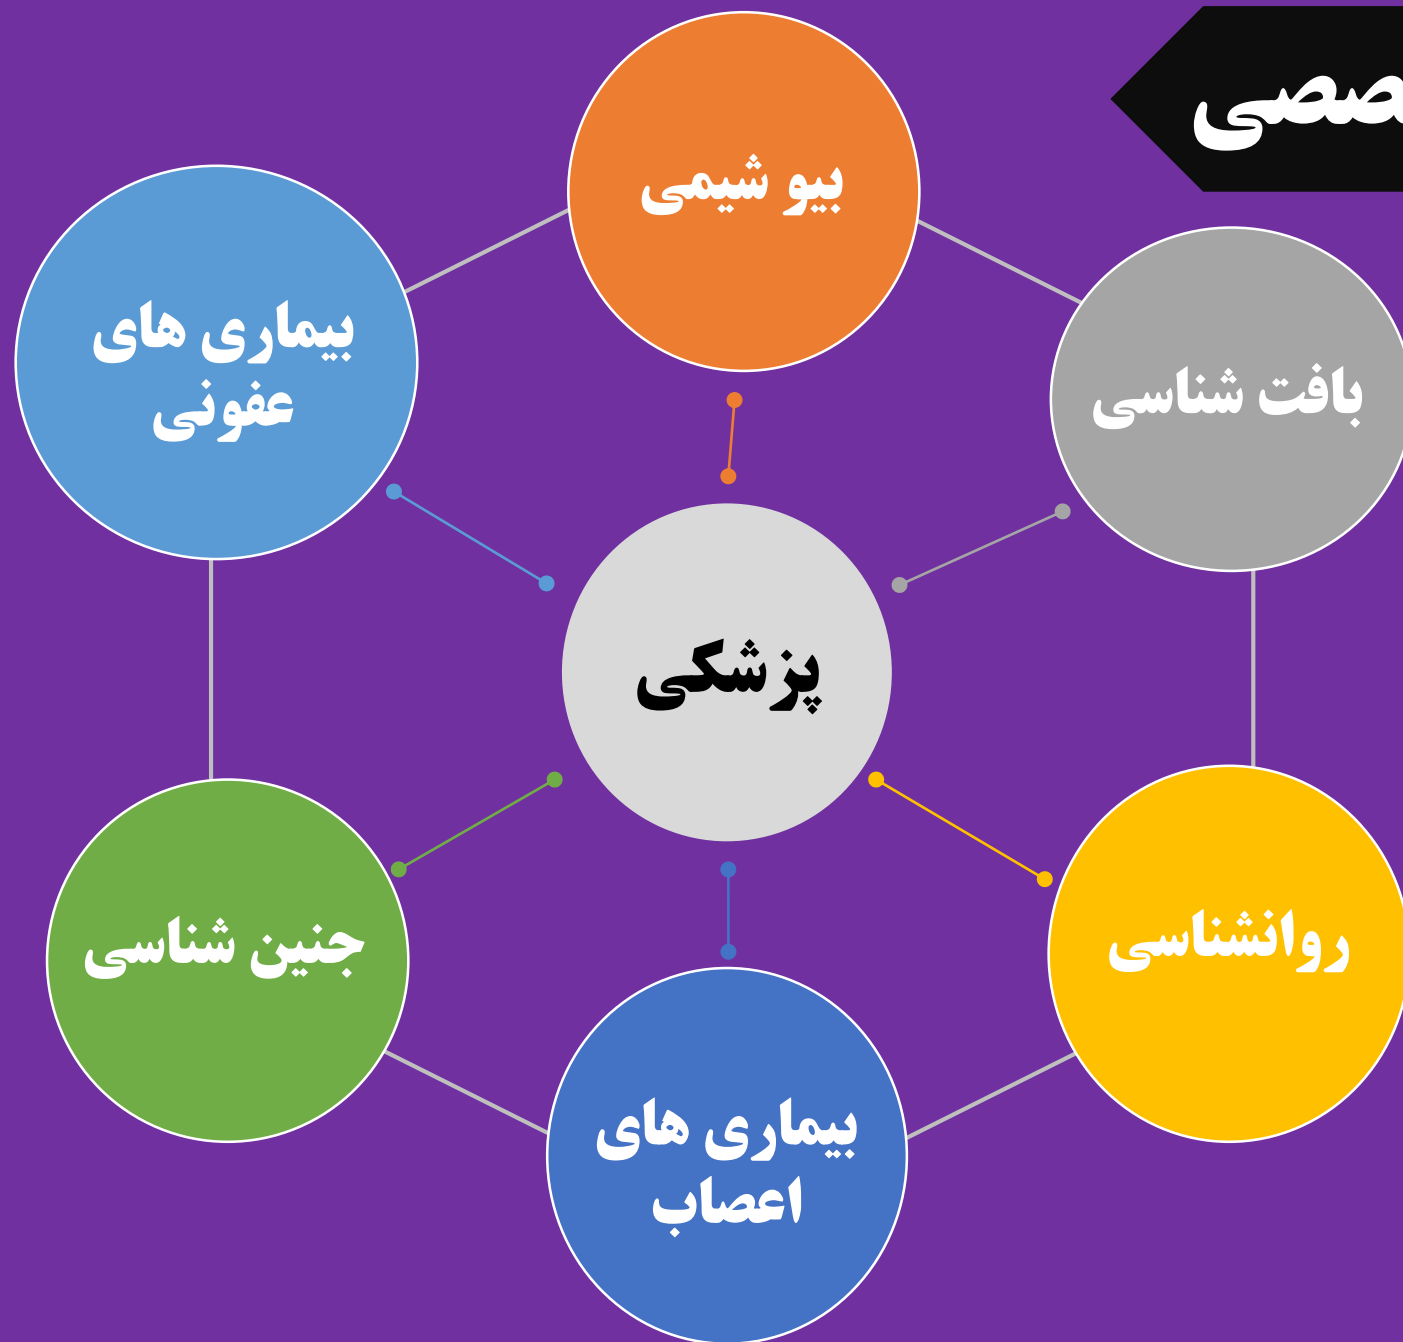 بیو شیمی
بافت شناسی
بیماری های
عفونی
پزشکی
روانشناسی
جنین شناسی
بیماری های
اعصاب